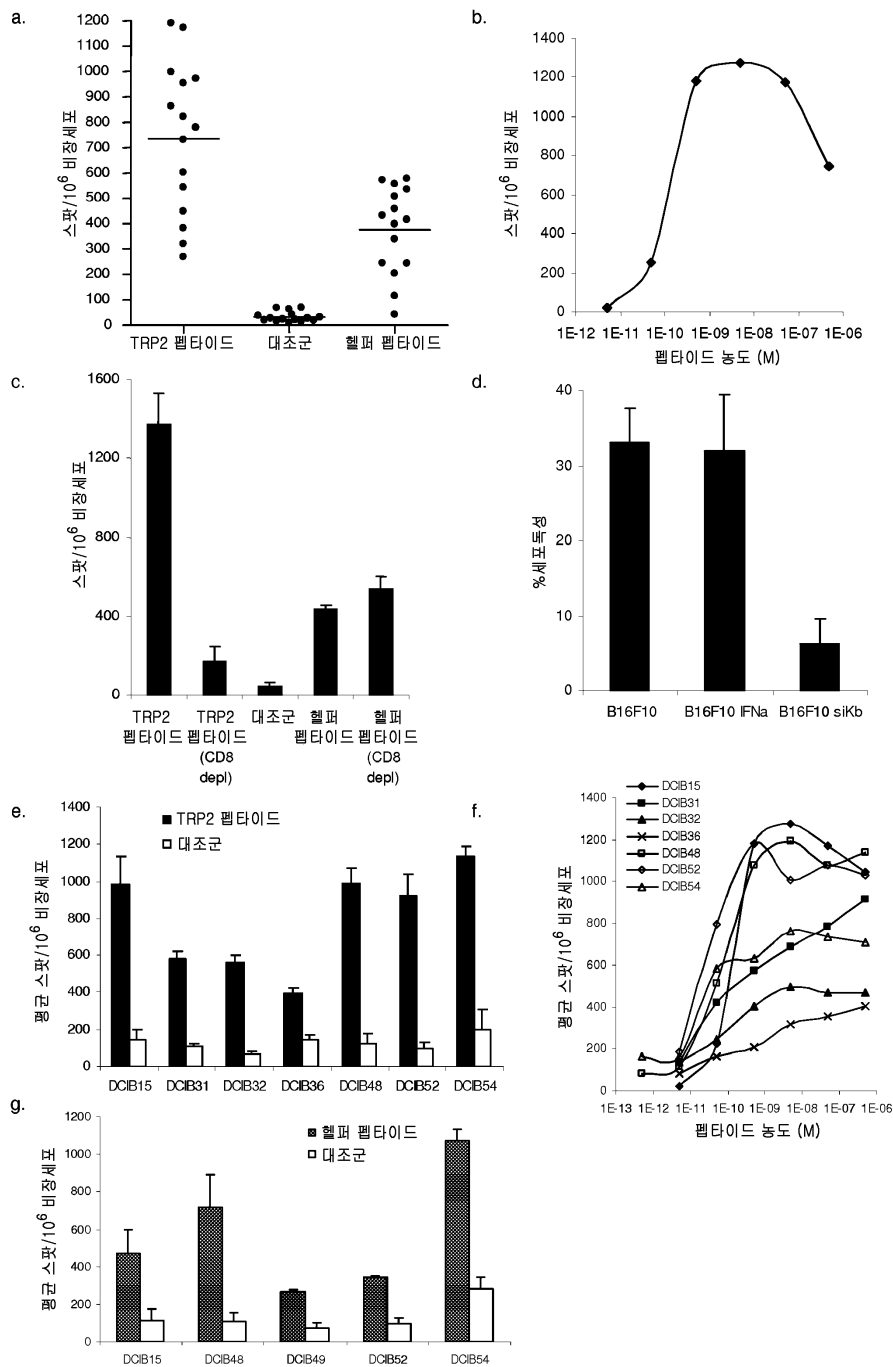 a.
1200
1100
1000
900
800
700
600
500
400
300
200
100
0
스팟/10⁶ 비장세포
TRP2 펩타이드
대조군
헬퍼 펩타이드
b.
1400
1200
1000
800
600
400
200
0
스팟/10⁶ 비장세포
1E-12
1E-11
1E-10
1E-09
1E-08
1E-07
1E-06
펩타이드 농도 (M)
c.
1600
1200
800
400
0
스팟/10⁶ 비장세포
TRP2
펩타이드
TRP2
펩타이드
(CD8
depl)
대조군
헬퍼
펩타이드
헬퍼
펩타이드
(CD8
depl)
d.
40
30
20
10
0
%세포독성
B16F10
B16F10 IFNa
B16F10 siKb
e.
TRP2 펩타이드
대조군
1400
1200
1000
800
600
400
200
0
평균 스팟/10⁶ 비장세포
DCIB15
DCIB31
DCIB32
DCIB36
DCIB48
DCIB52
DCIB54
f.
DCIB15
DCIB31
DCIB32
DCIB36
DCIB48
DCIB52
DCIB54
1400
1200
1000
800
600
400
200
0
평균 스팟/10⁶ 비장세포
1E-13
1E-12
1E-11
1E-10
1E-09
1E-08
1E-07
1E-06
펩타이드 농도 (M)
g.
헬퍼 펩타이드
대조군
1200
1000
800
600
400
200
0
평균 스팟/10⁶ 비장세포
DCIB15
DCIB48
DCIB49
DCIB52
DCIB54